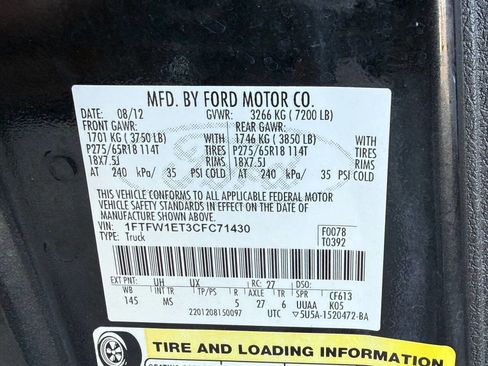 MFD. BY FORD MOTOR CO.
DATE: 08/12 GVWR: 3266 KG ( 7200 LB)
FRONT GAWR: REAR GAWR:
1701 KG ( 3750 LB) WITH 1746 KG ( 3850 LB) WITH
P275/65R18 114T TIRES P275/65R18 114T TIRES
18X7.5J RIMS 18X7.5J RIMS
AT 240 kPa/ 35 PSI COLD AT 240 kPa/ 35 PSI COLD
THIS VEHICLE CONFORMS TO ALL APPLICABLE FEDERAL MOTOR
VEHICLE SAFETY STANDARDS IN EFFECT ON THE DATE OF
MANUFACTURE SHOWN ABOVE.
VIN: 1FTFW1ET3CFC71430 F0078
TYPE: Truck T0392
EXT PNT: UH UX RC: 27 DSO:
WB INT TR TP/PS R AXLE TR SPR CF613
145 MS 5 27 6 UUAA K05
2201208150097 UTC 5U5A-1520472-BA
TIRE AND LOADING INFORMATION